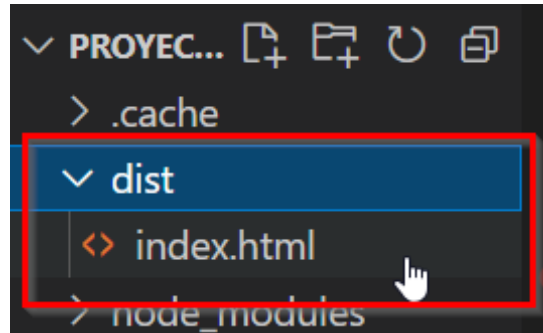 PROYEC...
.cache
dist
index.html
node_modules